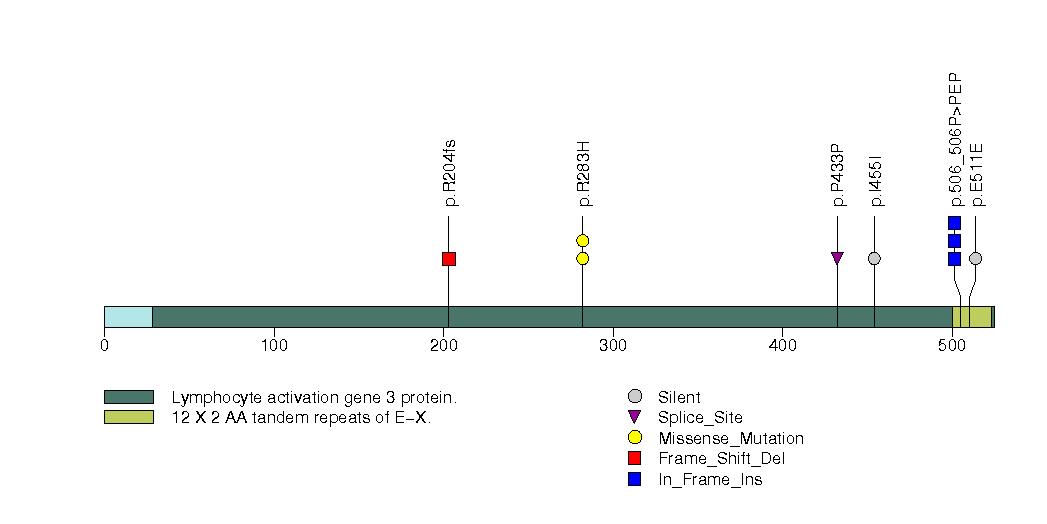 p.R204fs
p.R283H
p.P433P
p.I455I
p.506_506P>PEP
p.E511E
0 100 200 300 400 500
Lymphocyte activation gene 3 protein.
12 X 2 AA tandem repeats of E−X.
Silent
Splice_Site
Missense_Mutation
Frame_Shift_Del
In_Frame_Ins